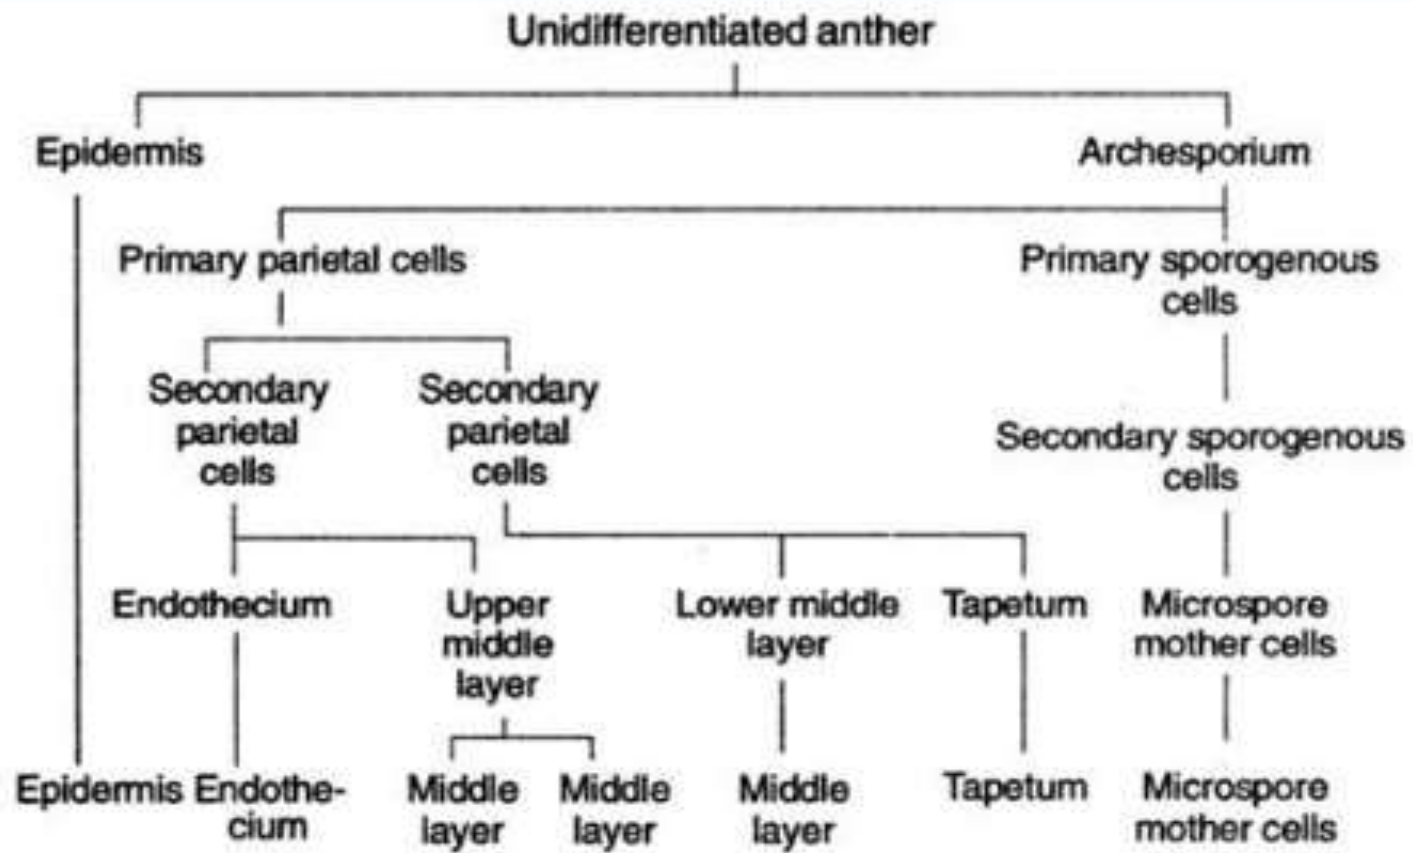 Unidifferentiated anther
Epidermis
Archesporium
Primary parietal cells
Primary sporogenous
cells
Secondary
parietal
cells
Secondary
parietal
cells
Secondary sporogenous
cells
Endothecium
Upper
middle
layer
Lower middle
layer
Tapetum
Microspore
mother cells
Epidermis
Endothe-
cium
Middle
layer
Middle
layer
Middle
layer
Tapetum
Microspore
mother cells